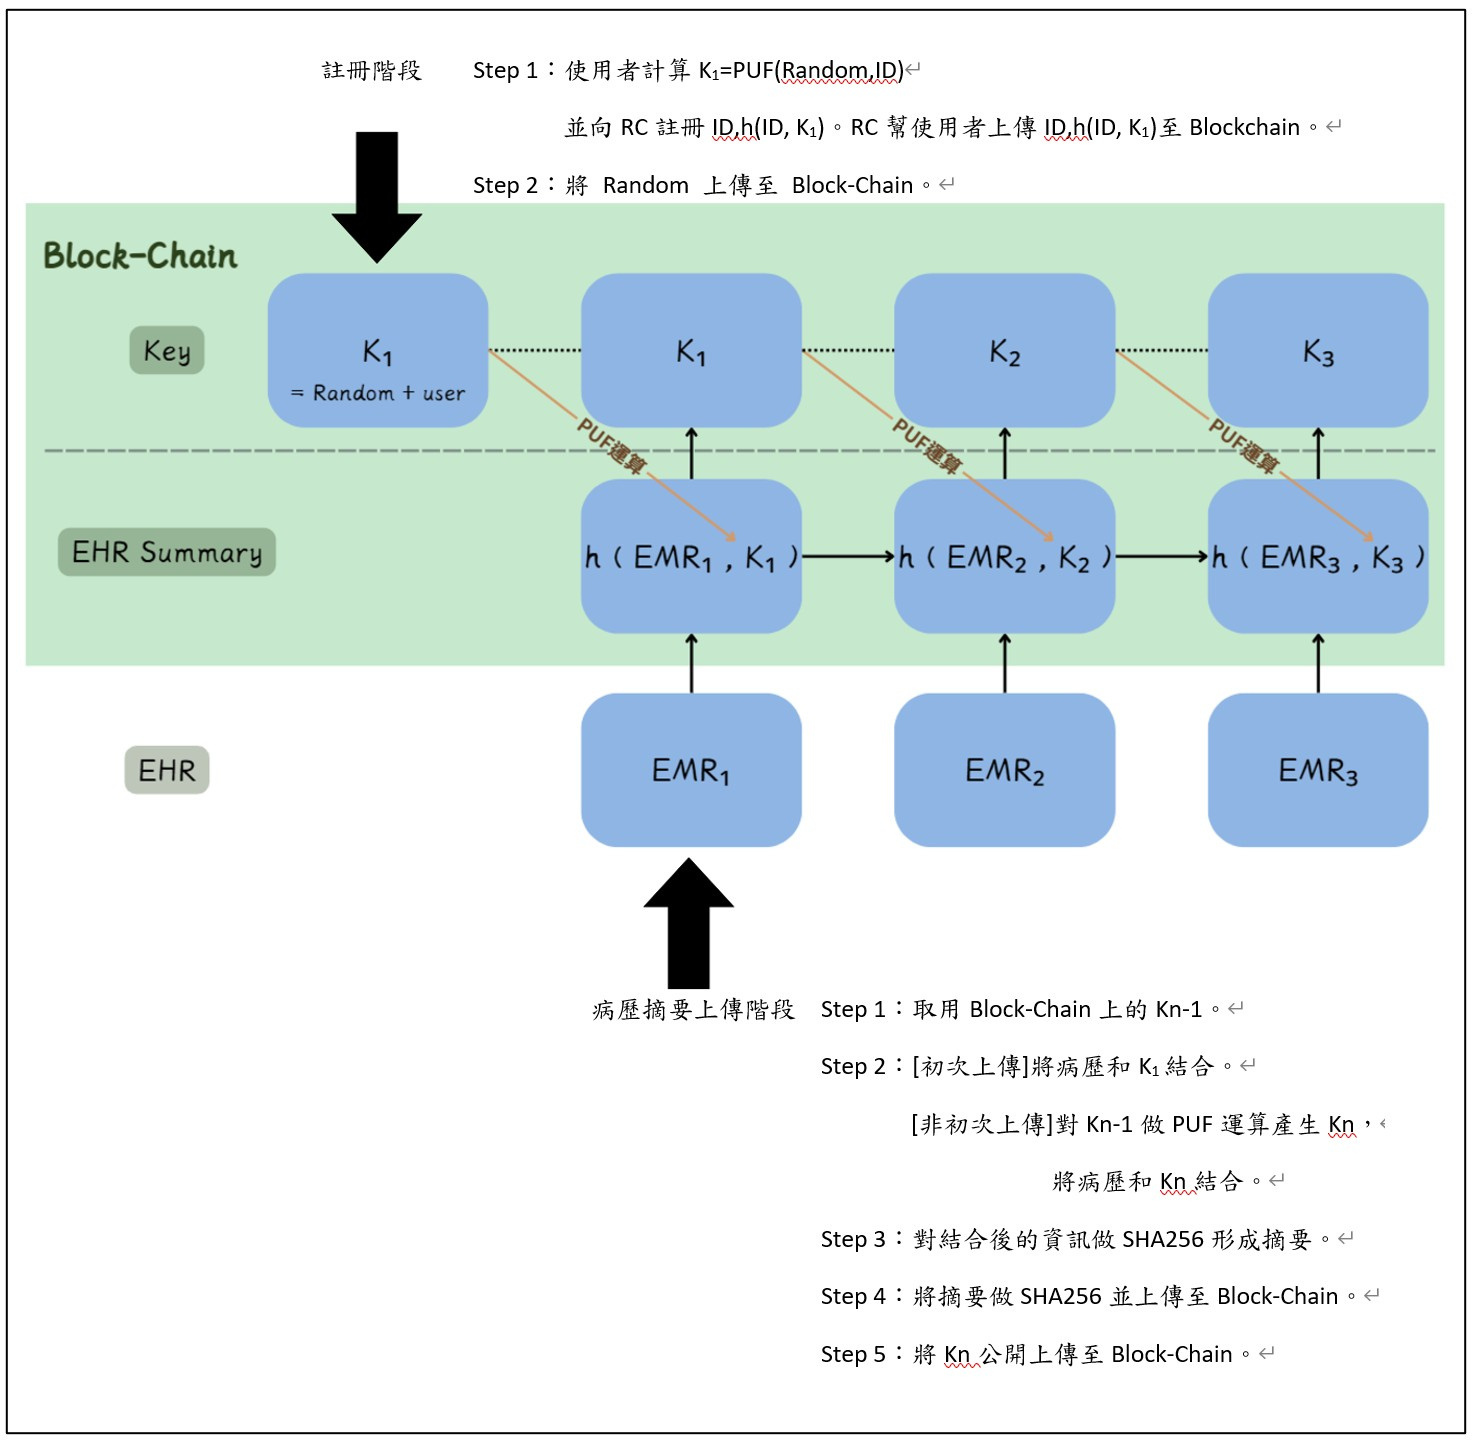 註冊階段 Step 1：使用者計算 K₁=PUF(Random,ID)↵
並向 RC 註冊 ID,h(ID, K₁)。RC 幫使用者上傳 ID,h(ID, K₁)至 Blockchain。↵
Step 2：將 Random 上傳至 Block-Chain。↵
Block-Chain
Key
K₁
= Random + user
K₁
K₂
K₃
PUF運算
PUF運算
PUF運算
EHR Summary
h ( EMR₁ , K₁ )
h ( EMR₂ , K₂ )
h ( EMR₃ , K₃ )
EHR
EMR₁
EMR₂
EMR₃
病歷摘要上傳階段 Step 1：取用 Block-Chain 上的 Kn-1。↵
Step 2：[初次上傳]將病歷和 K₁ 結合。↵
[非初次上傳]對 Kn-1 做 PUF 運算產生 Kn，↵
將病歷和 Kn 結合。↵
Step 3：對結合後的資訊做 SHA256 形成摘要。↵
Step 4：將摘要做 SHA256 並上傳至 Block-Chain。↵
Step 5：將 Kn 公開上傳至 Block-Chain。↵